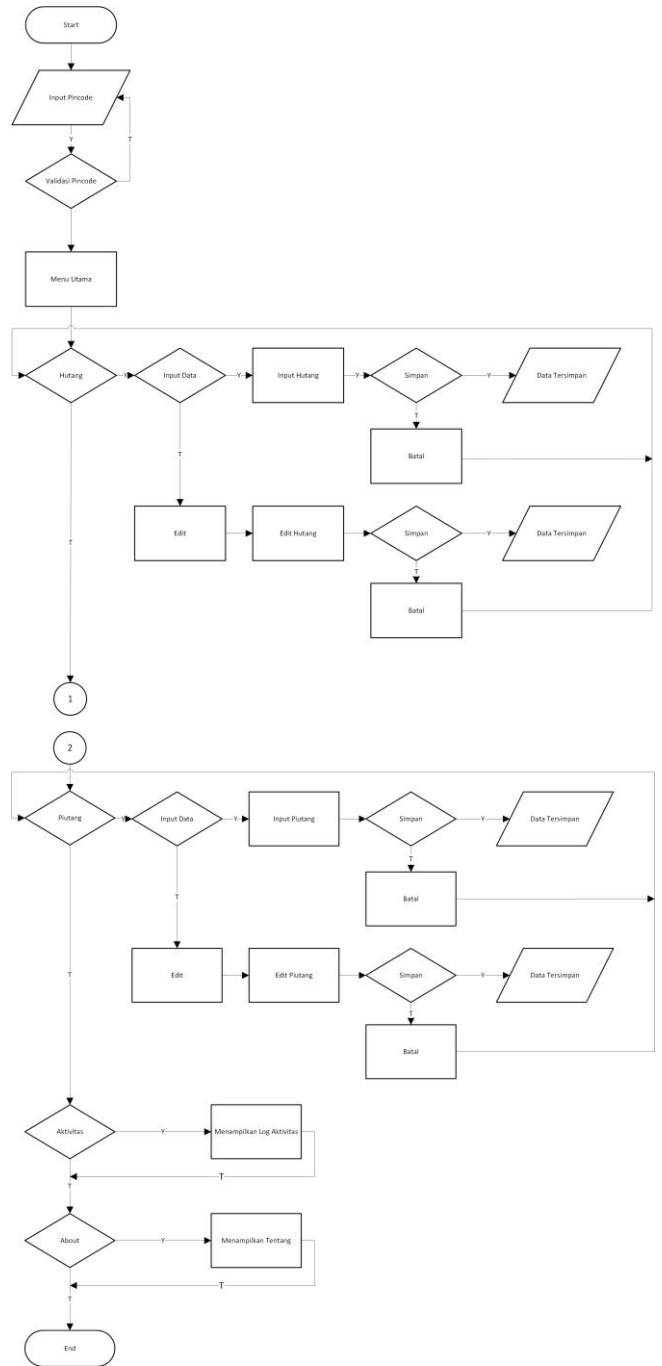 Start
Input Pincode
Y
T
Validasi Pincode
Menu Utama
Hutang
Y
Input Data
Y
Input Hutang
Y
Simpan
Y
Data Tersimpan
T
Batal
T
T
Edit
Edit Hutang
Simpan
Y
Data Tersimpan
T
Batal
1
2
Piutang
Y
Input Data
Y
Input Piutang
Simpan
Y
Data Tersimpan
T
Batal
T
T
Edit
Edit Piutang
Simpan
Y
Data Tersimpan
T
Batal
Aktivitas
Y
Menampilkan Log Aktivitas
T
T
About
Y
Menampilkan Tentang
T
T
End